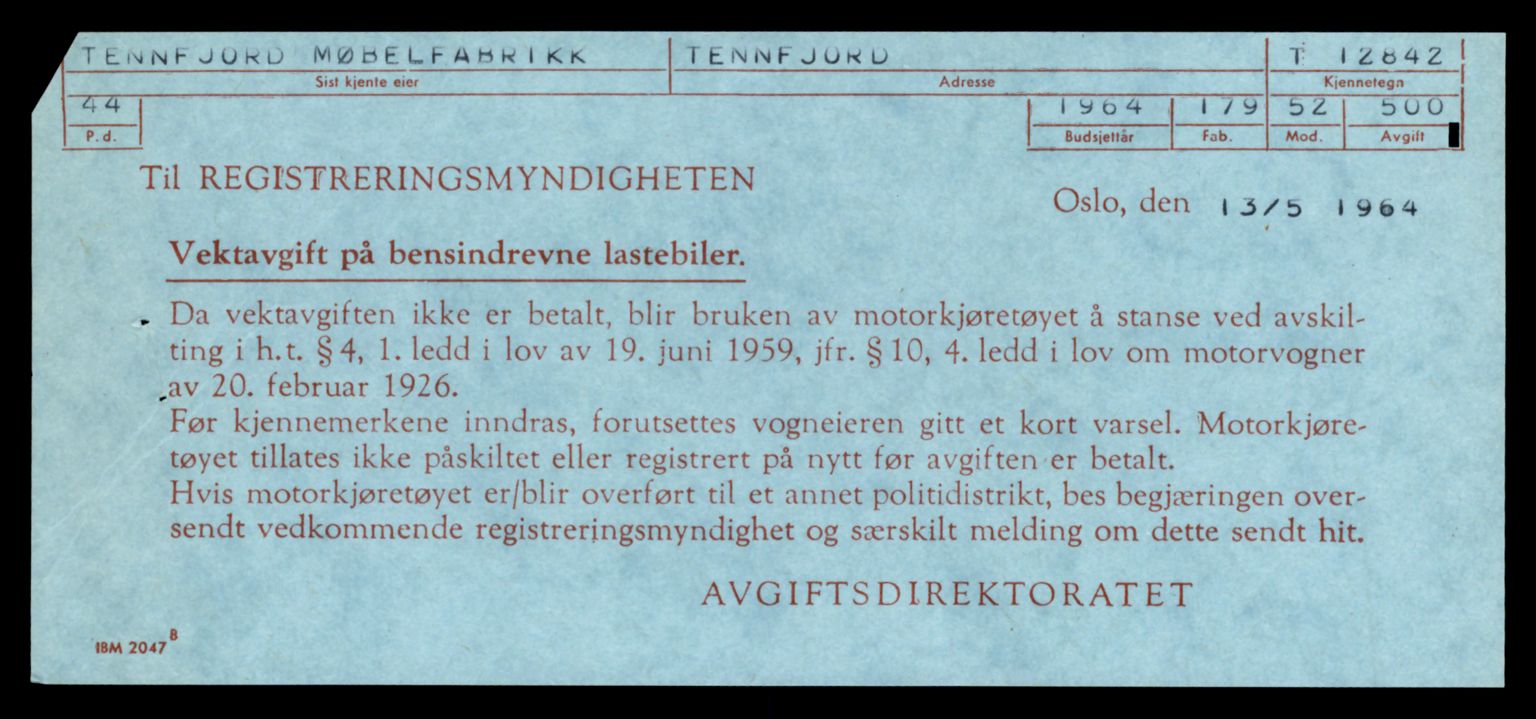 TENNFJORD MØBELFABRIKK TENNFJORD T 12842
Sist kjente eier Adresse Kjennetegn
44 1964 179 52 500
P.d. Budsjettår Fab. Mod. Avgift
Til REGISTRERINGSMYNDIGHETEN
Oslo, den 13/5 1964
Vektavgift på bensindrevne lastebiler.
Da vektavgiften ikke er betalt, blir bruken av motorkjøretøyet å stanse ved avskil-
ting i h.t. § 4, 1. ledd i lov av 19. juni 1959, jfr. § 10, 4. ledd i lov om motorvogner
av 20. februar 1926.
Før kjennemerkene inndras, forutsettes vogneieren gitt et kort varsel. Motorkjøre-
tøyet tillates ikke påskiltet eller registrert på nytt før avgiften er betalt.
Hvis motorkjøretøyet er/blir overført til et annet politidistrikt, bes begjæringen over-
sendt vedkommende registreringsmyndighet og særskilt melding om dette sendt hit.
AVGIFTSDIREKTORATET
IBM 2047 B